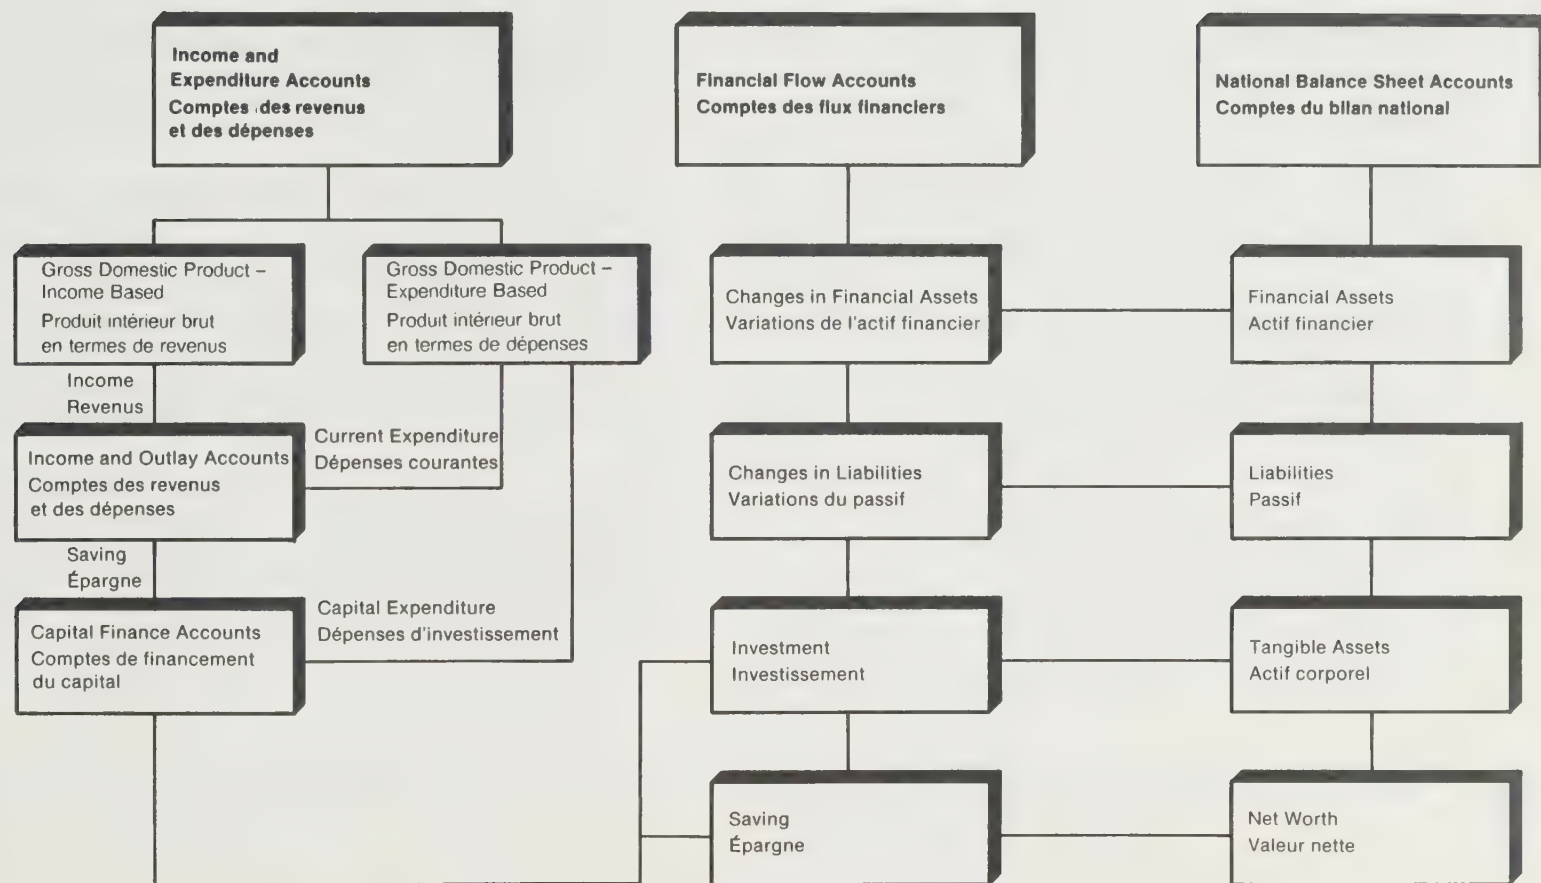 Income and
Expenditure Accounts
Comptes des revenus
et des dépenses
Financial Flow Accounts
Comptes des flux financiers
National Balance Sheet Accounts
Comptes du bilan national
Gross Domestic Product –
Income Based
Produit intérieur brut
en termes de revenus
Gross Domestic Product –
Expenditure Based
Produit intérieur brut
en termes de dépenses
Changes in Financial Assets
Variations de l'actif financier
Financial Assets
Actif financier
Income
Revenus
Income and Outlay Accounts
Comptes des revenus
et des dépenses
Current Expenditure
Dépenses courantes
Changes in Liabilities
Variations du passif
Liabilities
Passif
Saving
Épargne
Capital Finance Accounts
Comptes de financement
du capital
Capital Expenditure
Dépenses d'investissement
Investment
Investissement
Tangible Assets
Actif corporel
Saving
Épargne
Net Worth
Valeur nette